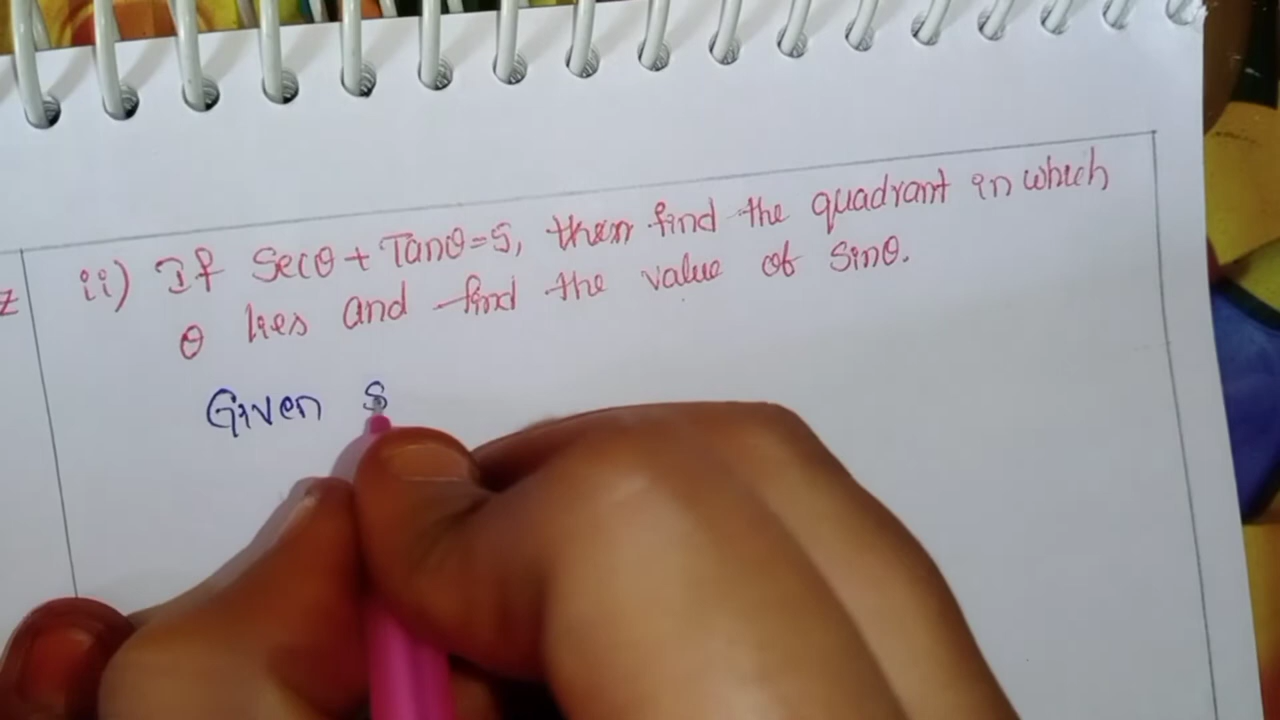 ii) If Secθ + Tanθ=5, then find the quadrant in which
z θ lies and find the value of Sinθ.
Given S